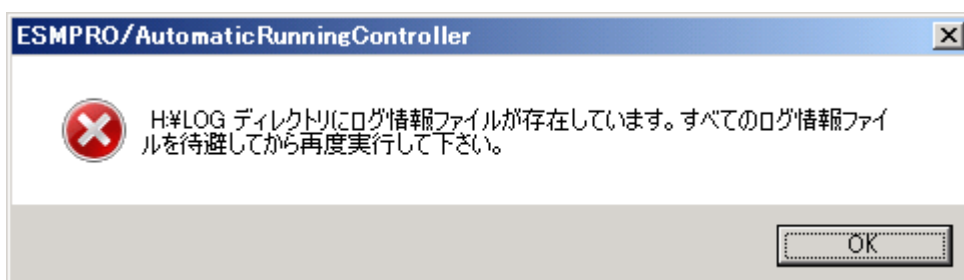 ESMPRO/AutomaticRunningController
H:¥LOG ディレクトリにログ情報ファイルが存在しています。すべてのログ情報ファイ
ルを待避してから再度実行して下さい。
OK